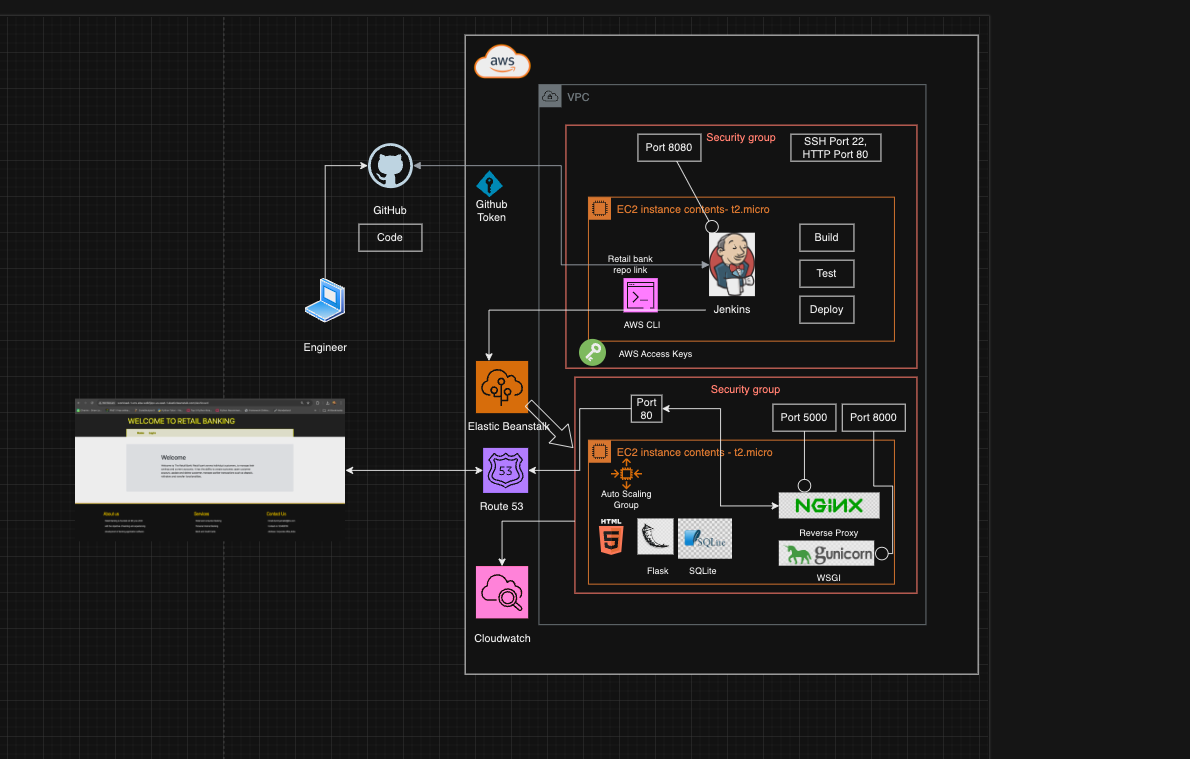 aws
VPC
Security group
Port 8080
SSH Port 22,
HTTP Port 80
GitHub
Code
Github
Token
EC2 instance contents- t2.micro
Build
Retail bank
repo link
Test
Jenkins
Deploy
AWS CLI
AWS Access Keys
Engineer
Security group
Port
80
Port 5000
Port 8000
Elastic Beanstalk
WELCOME TO RETAIL BANKING
Welcome
About us
Services
Contact Us
EC2 instance contents - t2.micro
53
Route 53
Auto Scaling
Group
NGINX
HTML
5
SQLite
Reverse Proxy
gunicorn
Flask
SQLite
WSGI
Cloudwatch